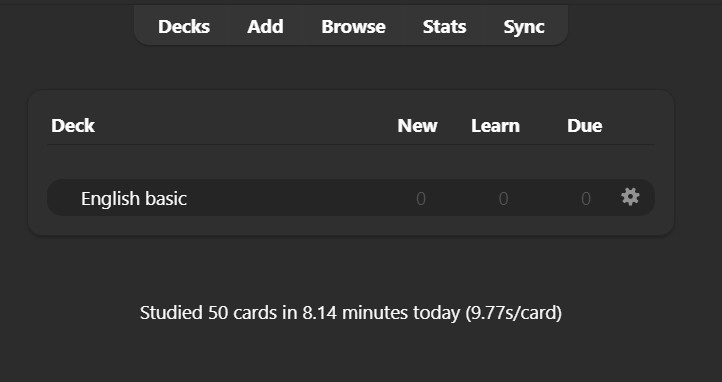 Decks Add Browse Stats Sync
Deck New Learn Due
English basic 0 0 0
Studied 50 cards in 8.14 minutes today (9.77s/card)